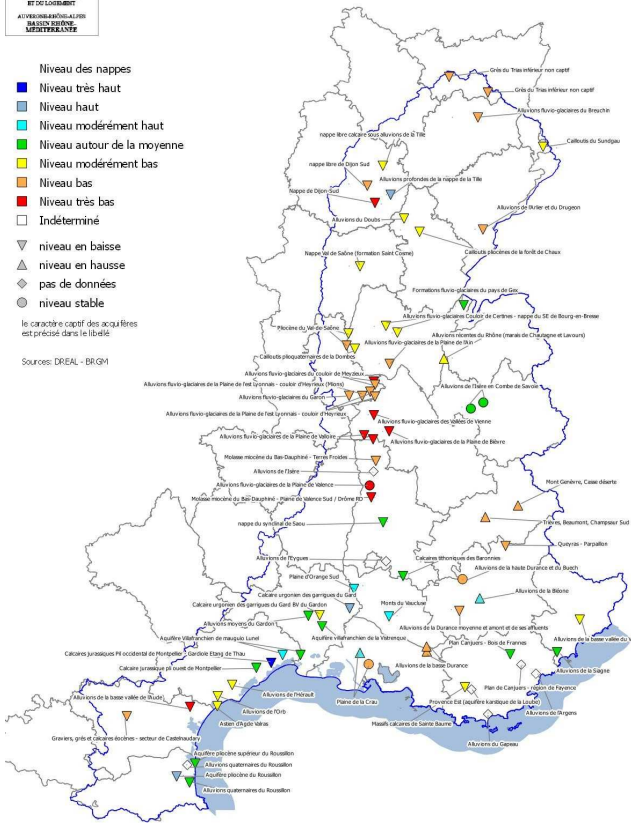 ET DU LOGEMENT
AUVERGNE-RHÔNE-ALPES
BASSIN RHÔNE-
MÉDITERRANÉE
Niveau des nappes
Niveau très haut
Niveau haut
Niveau modérément haut
Niveau autour de la moyenne
Niveau modérément bas
Niveau bas
Niveau très bas
Indéterminé
niveau en baisse
niveau en hausse
pas de données
niveau stable
le caractère captif des acquifères
est précisé dans le libellé
Sources: DREAL - BRGM
Grès du Trias inférieur non captif
Grès du Trias inférieur non captif
Alluvions fluvio-glaciaires du Breuchin
nappe libre calcaire sous alluvions de la Tille
Cailloutis du Sundgau
nappe libre de Dijon Sud
Alluvions profondes de la nappe de la Tille
Nappe de Dijon-Sud
Alluvions de l'Arlier et du Drugeon
Alluvions du Doubs
Cailloutis pliocènes de la forêt de Chaux
Nappe Val de Saône (formation Saint Cosme)
Formations fluvio-glaciaires du pays de Gex
Alluvions fluvio-glaciaires Couloir de Certines - nappe du SE de Bourg-en-Bresse
Pliocène du Val de Saône
Alluvions récentes du Rhône (marais de Chautagne et Lavours)
Alluvions fluvio-glaciaires de la Plaine de l'Ain
Cailloutis plioquaternaires de la Dombes
Alluvions fluvio-glaciaires du couloir de Meyzieux
Alluvions de l'Isère en Combe de Savoie
Alluvions fluvio-glaciaires de la Plaine de l'est Lyonnais - couloir d'Heyrieux (Mions)
Alluvions fluvio-glaciaires du Garon
Alluvions fluvio-glaciaires de la Plaine de l'est Lyonnais - couloir d'Heyrieux
Alluvions fluvio-glaciaires des Vallées de Vienne
Alluvions fluvio-glaciaires de la Plaine de Valloire
Alluvions fluvio-glaciaires de la Plaine de Bièvre
Molasse miocène du Bas-Dauphiné - Terres Froides
Alluvions de l'Isère
Alluvions fluvio-glaciaires de la Plaine de Valence
Mont Genèvre, Casse déserte
Molasse miocène du Bas-Dauphiné - Plaine de Valence Sud / Drôme RD
nappe du synclinal de Saou
Trièves, Beaumont, Champsaur Sud
Queyras - Parpaillon
Alluvions de l'Eygues
Calcaires tithoniques des Baronnies
Alluvions de la haute Durance et du Buech
Plaine d'Orange Sud
Alluvions de la Bléone
Calcaire urgonien des garrigues du Gard
Calcaire urgonien des garrigues du Gard BV du Gardon
Monts du Vaucluse
Alluvions moyens du Gardon
Alluvions de la Durance moyenne et amont et de ses affluents
Aquifère Villafranchien de mauguio Lunel
Aquifère villafranchien de la Vistrenque
Plan Canjuers - Bois de Frannes
Alluvions de la basse vallée du V
Calcaires jurassiques Pli occidental de Montpellier - Gardiole Etang de Thau
Calcaire jurassique pli ouest de Montpellier
Alluvions de la basse Durance
Alluvions de la Siagne
Plan de Canjuers - région de Fayence
Alluvions de la basse vallée de l'Aude
Alluvions de l'Hérault
Plaine de la Crau
Provence Est (aquifère karstique de la Loube)
Alluvions de l'Orb
Alluvions de l'Argens
Astien d'Agde Valras
Massifs calcaires de Sainte Baume
Graviers, grés et calcaires éocènes - secteur de Castelnaudary
Alluvions du Gapeau
Aquifère pliocène supérieur du Roussillon
Alluvions quaternaires du Roussillon
Aquifère pliocène du Roussillon
Alluvions quaternaires du Roussillon